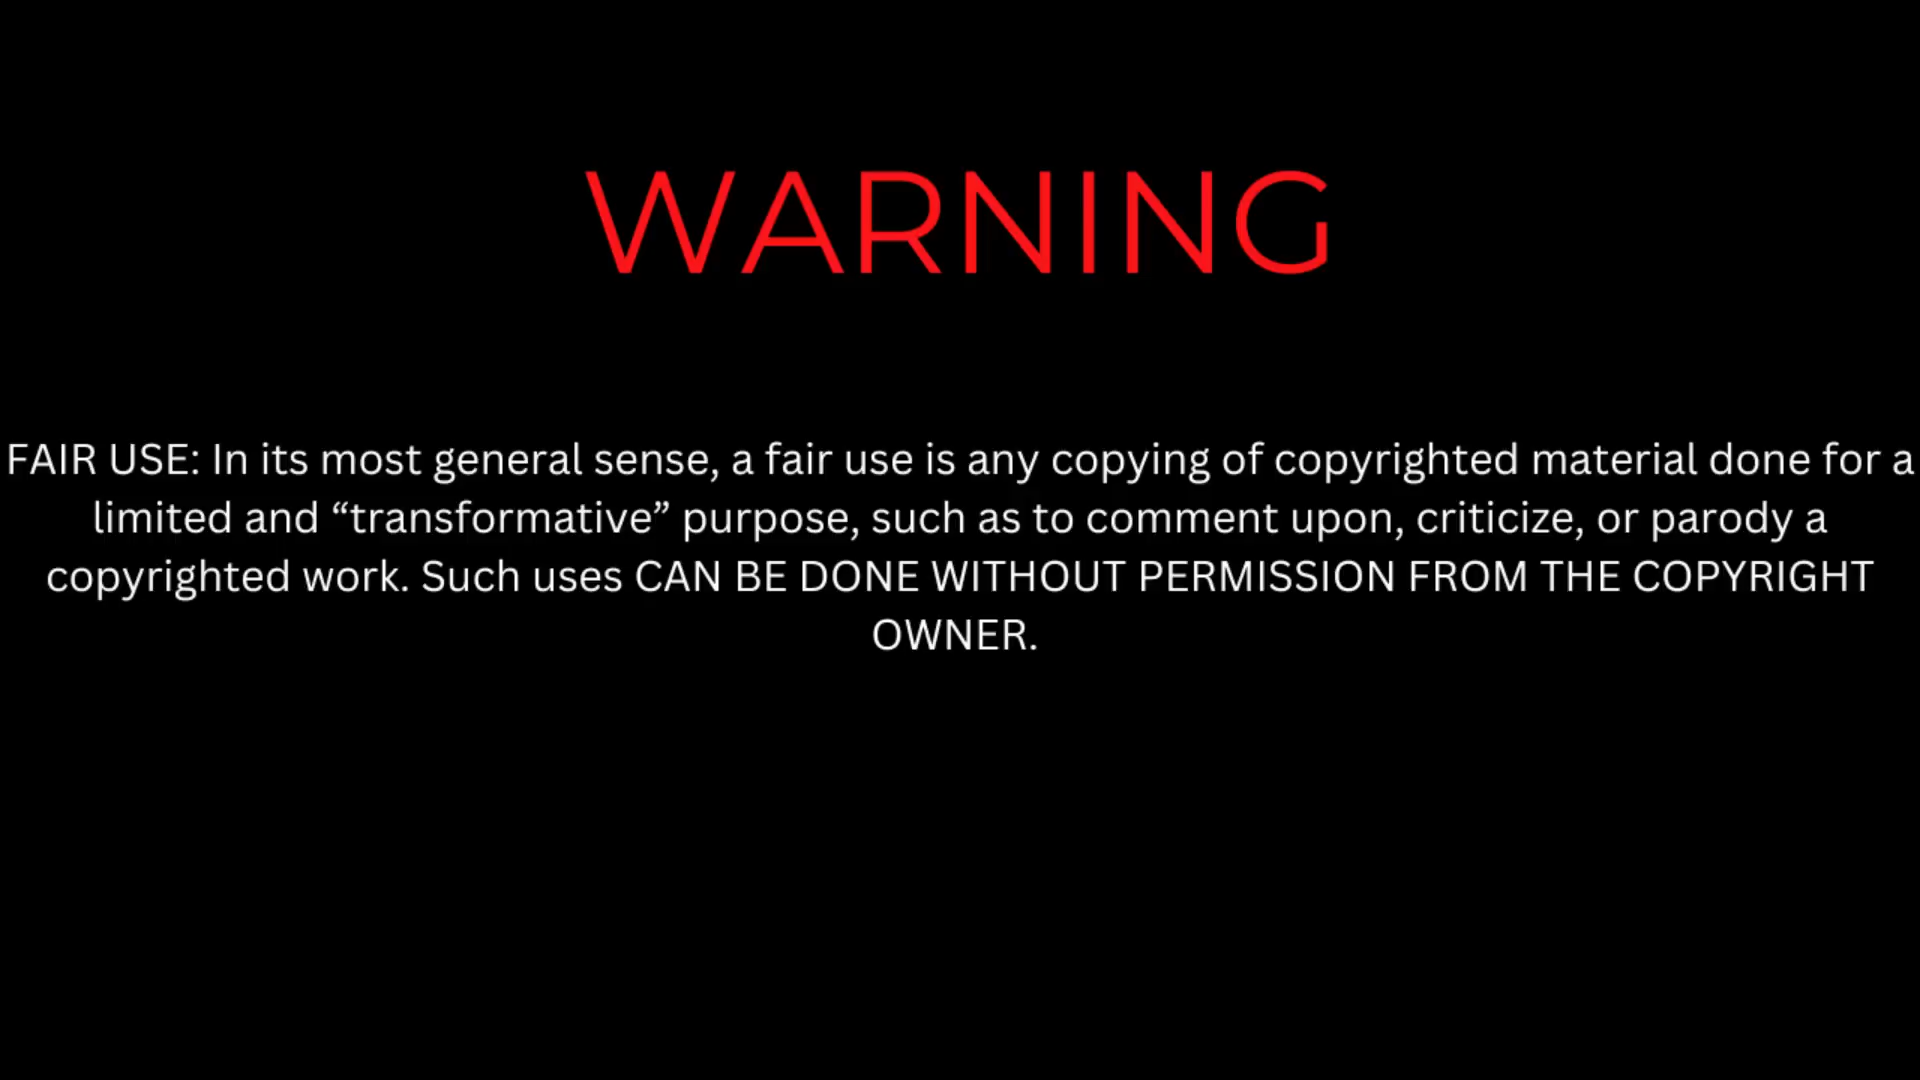 WARNING
FAIR USE: In its most general sense, a fair use is any copying of copyrighted material done for a
limited and “transformative” purpose, such as to comment upon, criticize, or parody a
copyrighted work. Such uses CAN BE DONE WITHOUT PERMISSION FROM THE COPYRIGHT
OWNER.